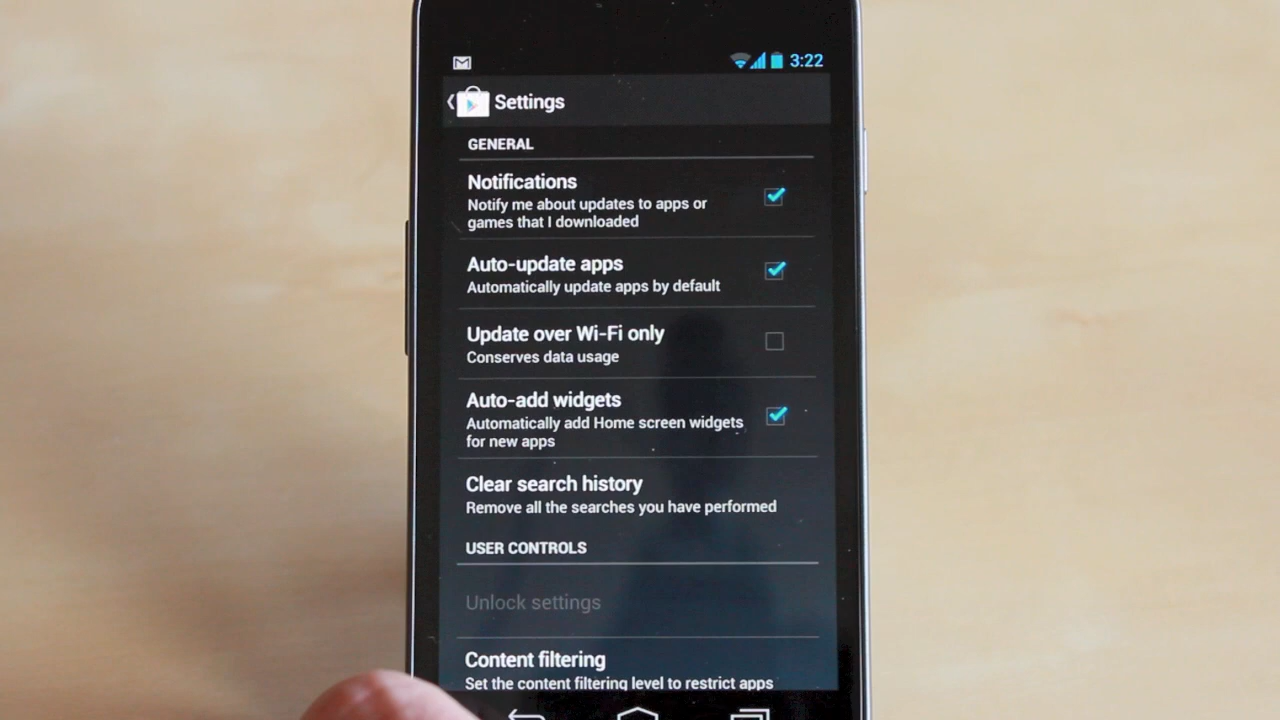 3:22
Settings
GENERAL
Notifications
Notify me about updates to apps or
games that I downloaded
Auto-update apps
Automatically update apps by default
Update over Wi-Fi only
Conserves data usage
Auto-add widgets
Automatically add Home screen widgets
for new apps
Clear search history
Remove all the searches you have performed
USER CONTROLS
Unlock settings
Content filtering
Set the content filtering level to restrict apps